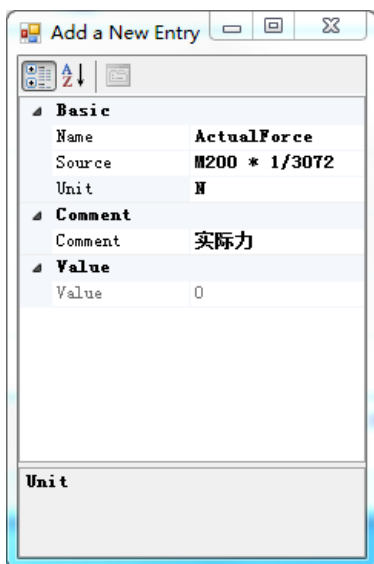 Add a New Entry
Basic
Name ActualForce
Source M200 * 1/3072
Unit N
Comment
Comment 实际力
Value
Value 0
Unit